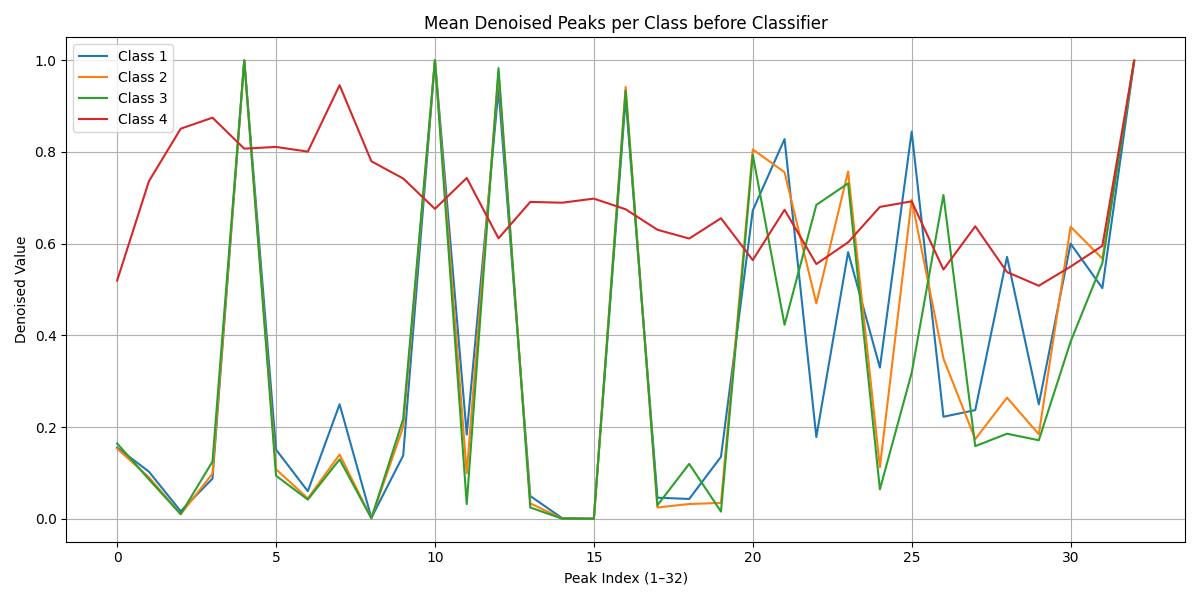 Mean Denoised Peaks per Class before Classifier
Class 1
Class 2
Class 3
Class 4
1.0
0.8
0.6
0.4
0.2
0.0
Denoised Value
0 5 10 15 20 25 30
Peak Index (1–32)